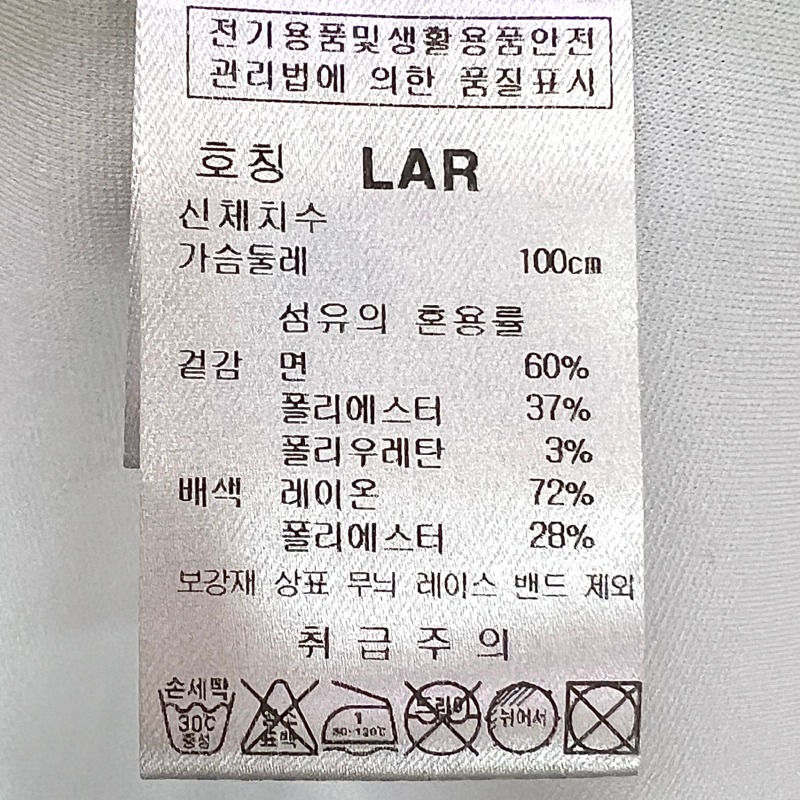 전기용품및생활용품안전
관리법에 의한 품질표시
호칭 LAR
신체치수
가슴둘레 100cm
섬유의 혼용률
겉감 면 60%
폴리에스터 37%
폴리우레탄 3%
배색 레이온 72%
폴리에스터 28%
보강재 상표 무늬 레이스 밴드 제외
취급주의
손세탁
30℃
중성
표백
1
80-120℃
드라이
뉘어서